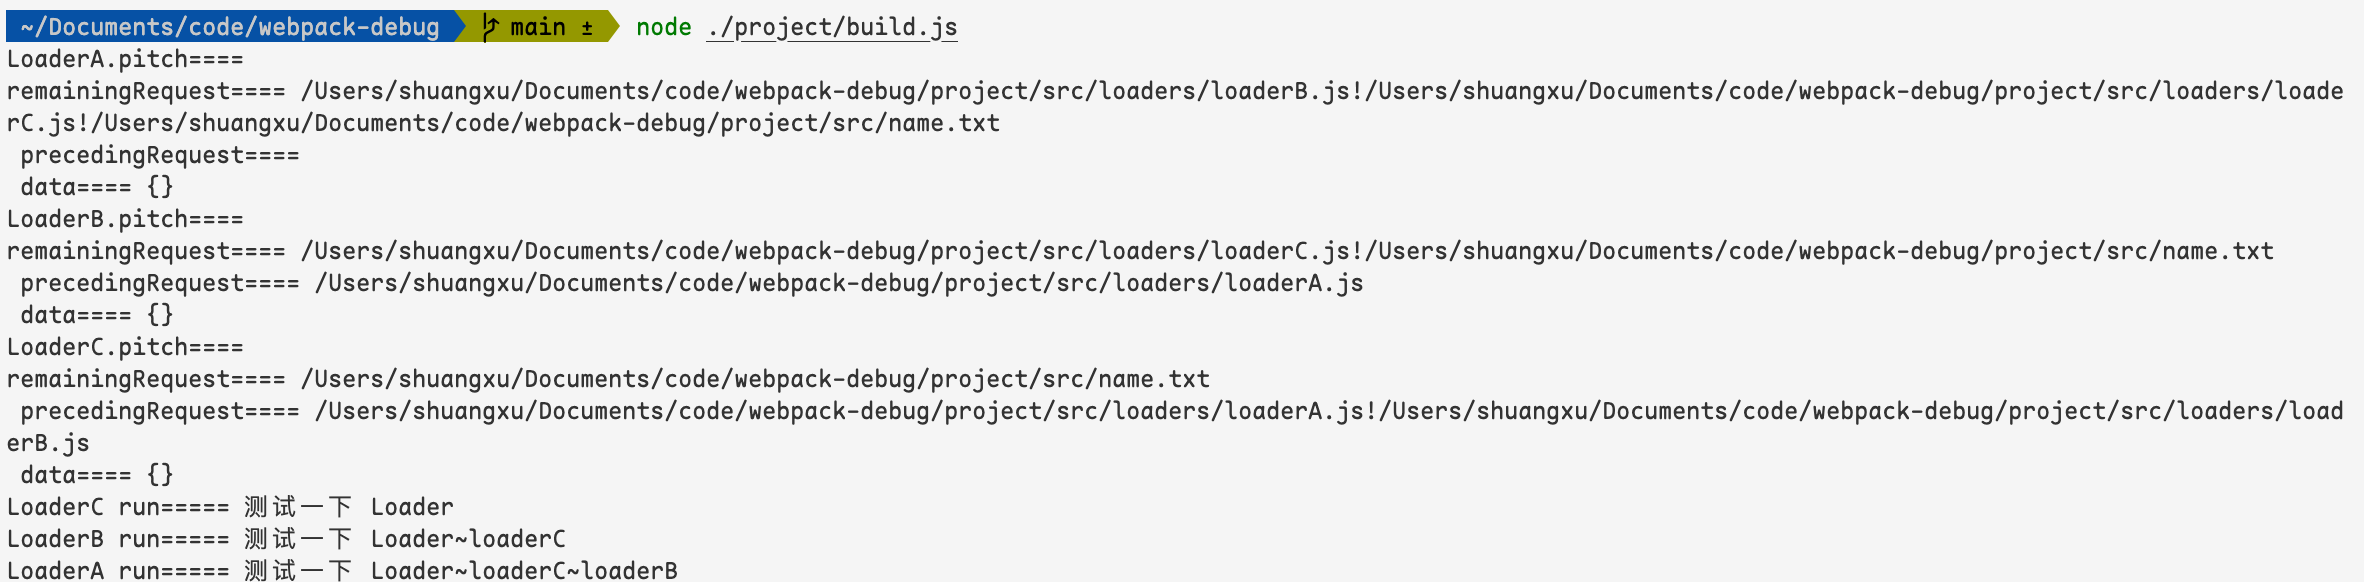 ~/Documents/code/webpack-debug main ± node ./project/build.js
LoaderA.pitch====
remainingRequest==== /Users/shuangxu/Documents/code/webpack-debug/project/src/loaders/loaderB.js!/Users/shuangxu/Documents/code/webpack-debug/project/src/loaders/loade
rC.js!/Users/shuangxu/Documents/code/webpack-debug/project/src/name.txt
 precedingRequest====
 data==== {}
LoaderB.pitch====
remainingRequest==== /Users/shuangxu/Documents/code/webpack-debug/project/src/loaders/loaderC.js!/Users/shuangxu/Documents/code/webpack-debug/project/src/name.txt
 precedingRequest==== /Users/shuangxu/Documents/code/webpack-debug/project/src/loaders/loaderA.js
 data==== {}
LoaderC.pitch====
remainingRequest==== /Users/shuangxu/Documents/code/webpack-debug/project/src/name.txt
 precedingRequest==== /Users/shuangxu/Documents/code/webpack-debug/project/src/loaders/loaderA.js!/Users/shuangxu/Documents/code/webpack-debug/project/src/loaders/load
erB.js
 data==== {}
LoaderC run===== 测试一下 Loader
LoaderB run===== 测试一下 Loader~loaderC
LoaderA run===== 测试一下 Loader~loaderC~loaderB